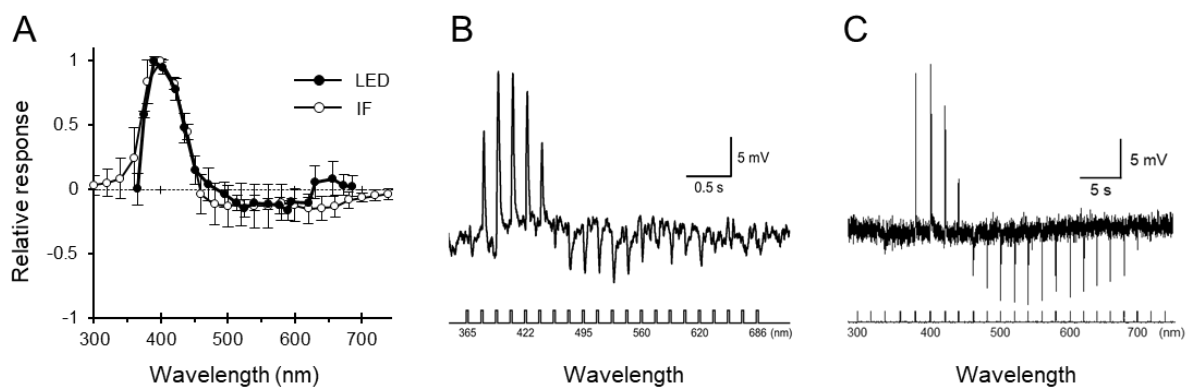 A
B
C
Relative response
1
0.5
0
-0.5
-1
300 400 500 600 700
Wavelength (nm)
LED
IF
5 mV
0.5 s
365 422 495 560 620 686 (nm)
Wavelength
5 mV
5 s
300 400 500 600 700 (nm)
Wavelength